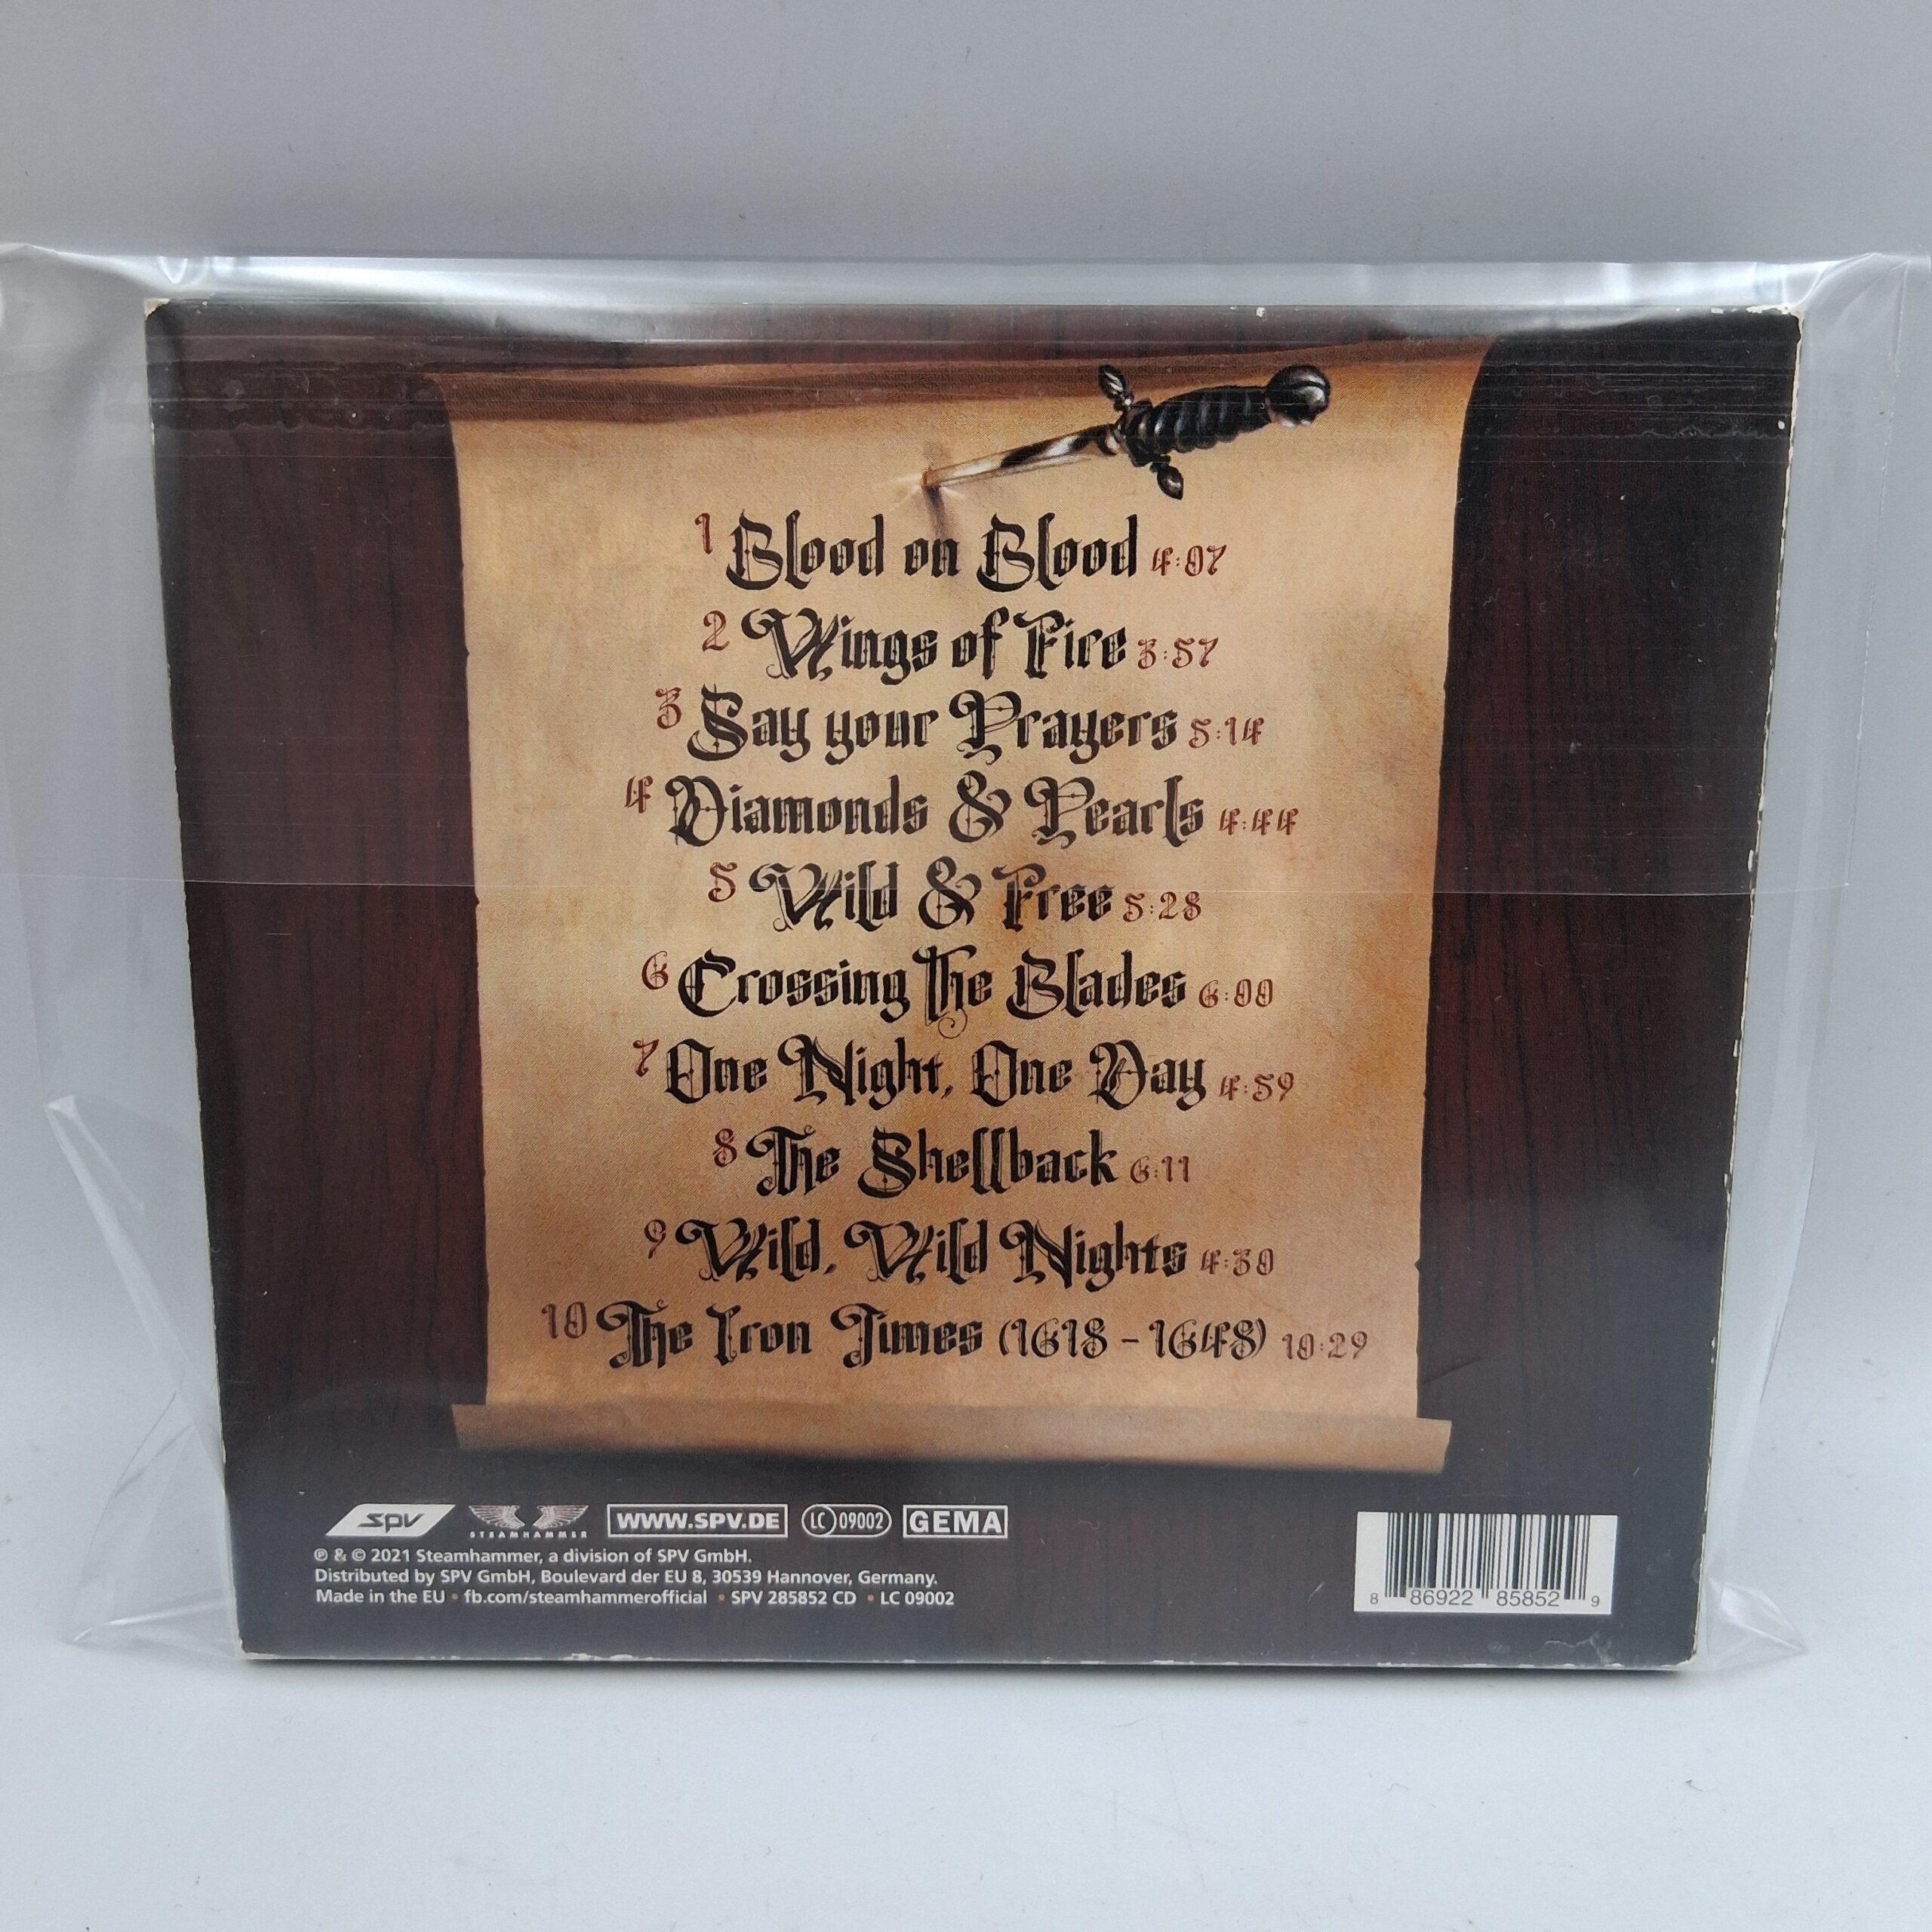 1 Blood on Blood 4:07
2 Wings of Fire 3:57
3 Say your Prayers 5:14
4 Diamonds & Pearls 4:44
5 Wild & Free 5:28
6 Crossing the Blades 6:00
7 One Night, One Day 4:59
8 The Shellback 6:11
9 Wild, Wild Nights 4:30
10 The Iron Times (1618 - 1648) 10:29
SPV STEAMHAMMER WWW.SPV.DE LC 09002 GEMA
℗ & © 2021 Steamhammer, a division of SPV GmbH.
Distributed by SPV GmbH, Boulevard der EU 8, 30539 Hannover, Germany.
Made in the EU • fb.com/steamhammerofficial • SPV 285852 CD • LC 09002
8 86922 85852 9